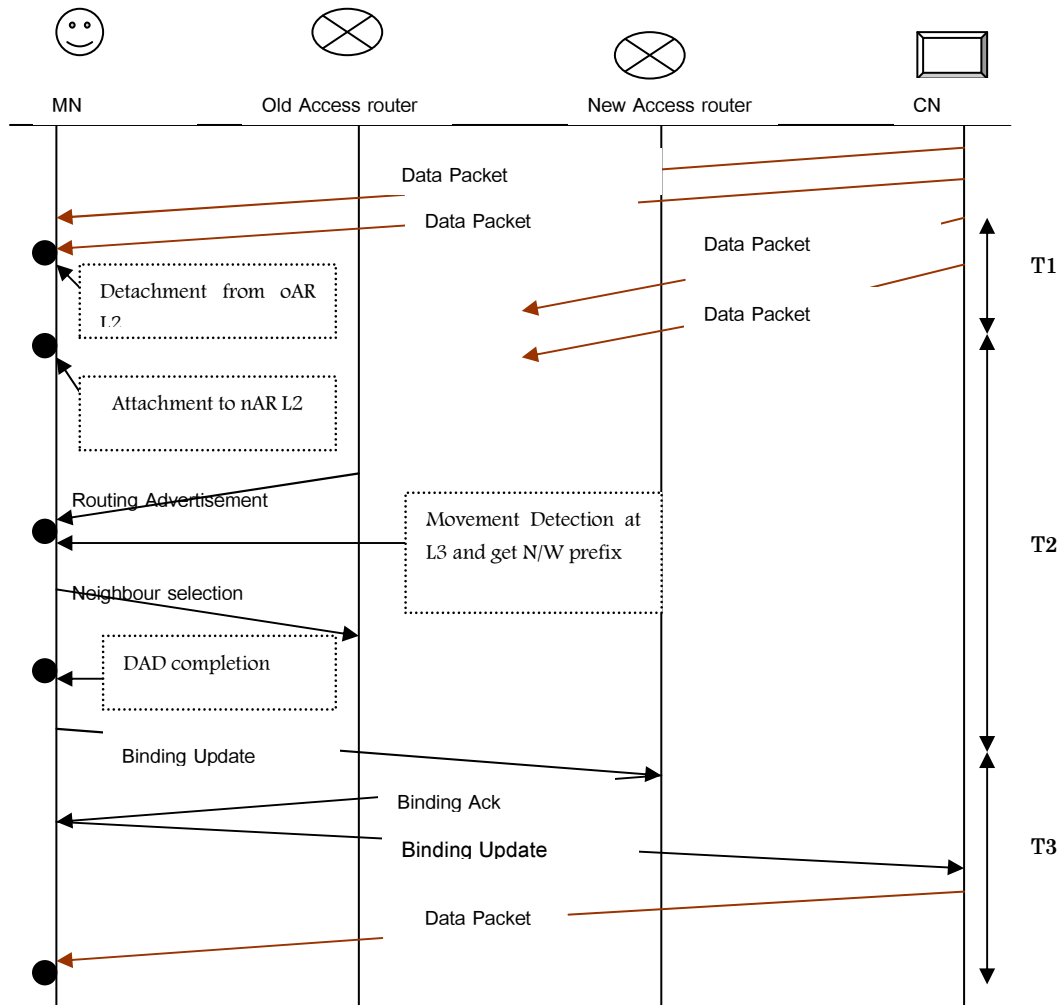 MN
Old Access router
New Access router
CN
Data Packet
Data Packet
Data Packet
T1
Detachment from oAR
L2
Data Packet
Attachment to nAR L2
Routing Advertisement
Movement Detection at
L3 and get N/W prefix
T2
Neighbour selection
DAD completion
Binding Update
Binding Ack
Binding Update
T3
Data Packet